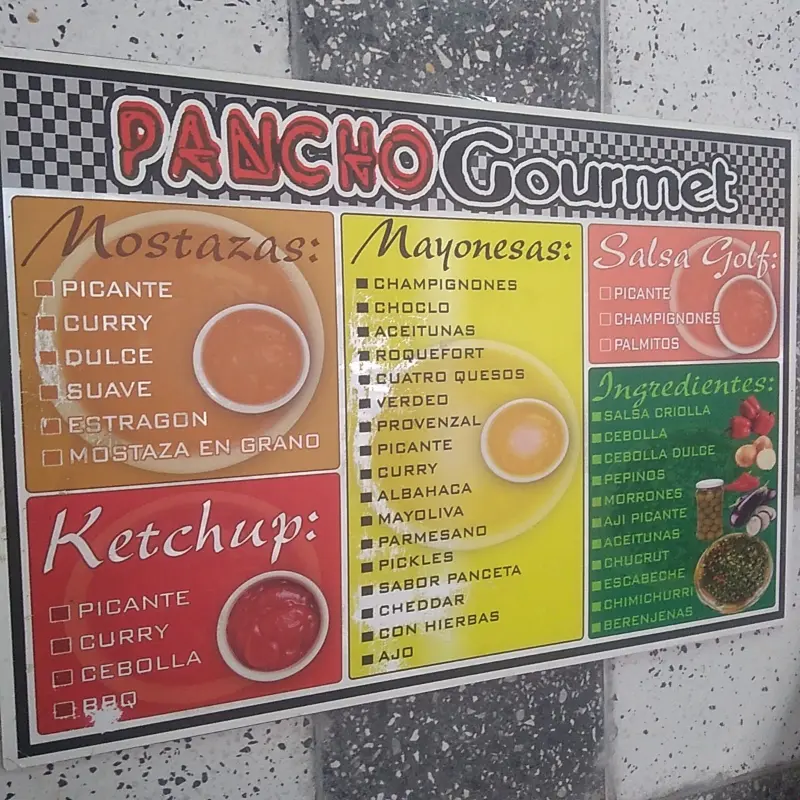 PANCHO Gourmet
Mostazas:
PICANTE
CURRY
DULCE
SUAVE
ESTRAGON
MOSTAZA EN GRANO
Ketchup:
PICANTE
CURRY
CEBOLLA
BBQ
Mayonesas:
CHAMPIGNONES
CHOCLO
ACEITUNAS
ROQUEFORT
CUATRO QUESOS
VERDEO
PROVENZAL
PICANTE
CURRY
ALBAHACA
MAYOLIVA
PARMESANO
PICKLES
SABOR PANCETA
CHEDDAR
CON HIERBAS
AJO
Salsa Golf:
PICANTE
CHAMPIGNONES
PALMITOS
Ingredientes:
SALSA CRIOLLA
CEBOLLA
CEBOLLA DULCE
PEPINOS
MORRONES
AJI PICANTE
ACEITUNAS
CHUCRUT
ESCABECHE
CHIMICHURRI
BERENJENAS